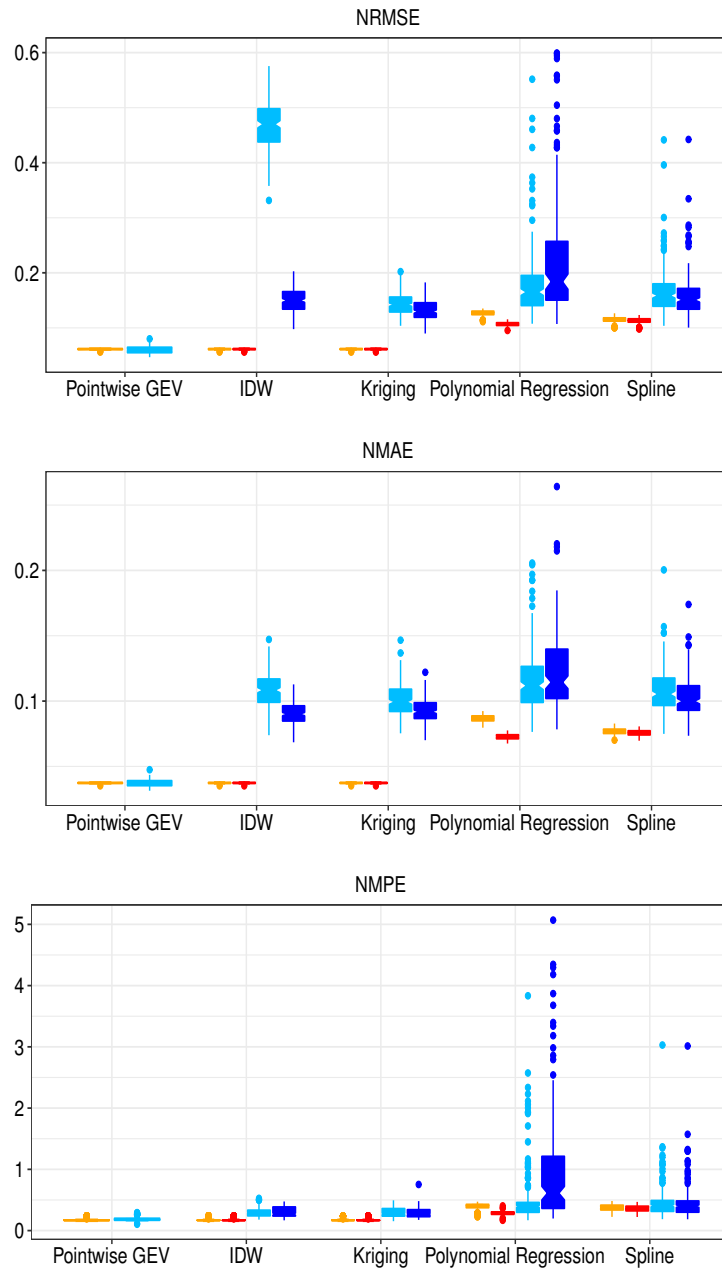 NRMSE
0.6
0.4
0.2
Pointwise GEV IDW Kriging Polynomial Regression Spline
NMAE
0.2
0.1
Pointwise GEV IDW Kriging Polynomial Regression Spline
NMPE
5
4
3
2
1
0
Pointwise GEV IDW Kriging Polynomial Regression Spline